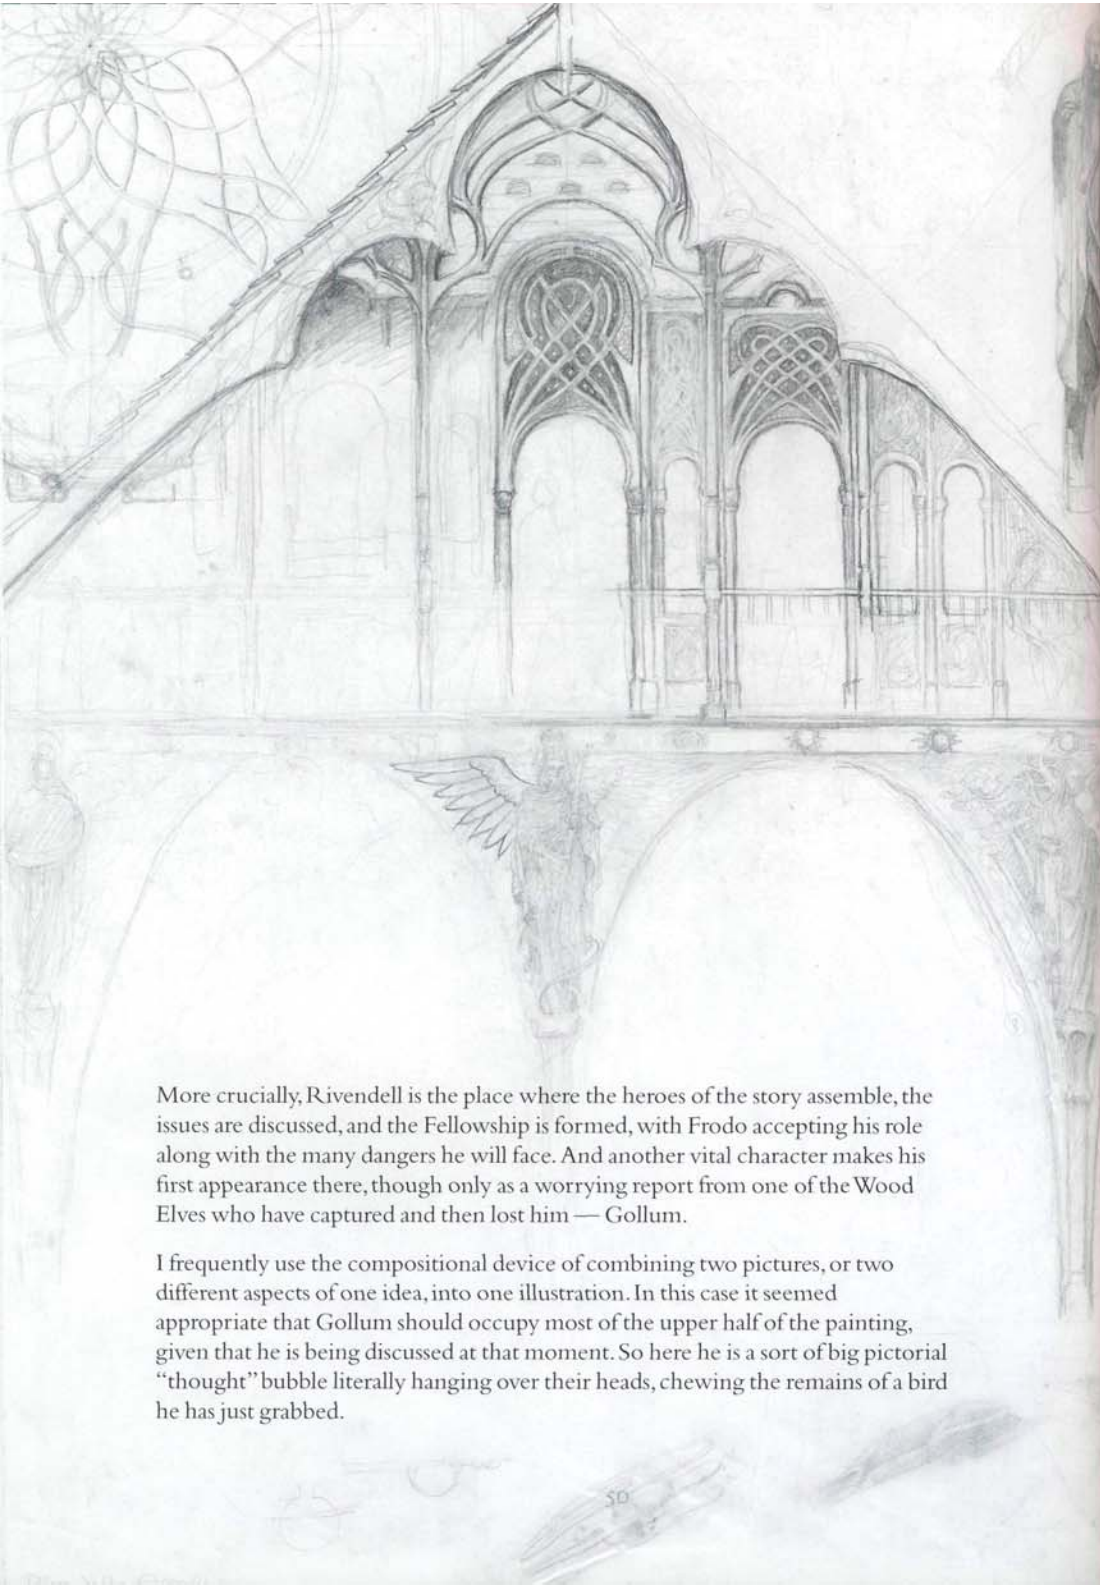 More crucially, Rivendell is the place where the heroes of the story assemble, the
issues are discussed, and the Fellowship is formed, with Frodo accepting his role
along with the many dangers he will face. And another vital character makes his
first appearance there, though only as a worrying report from one of the Wood
Elves who have captured and then lost him — Gollum.
I frequently use the compositional device of combining two pictures, or two
different aspects of one idea, into one illustration. In this case it seemed
appropriate that Gollum should occupy most of the upper half of the painting,
given that he is being discussed at that moment. So here he is a sort of big pictorial
“thought” bubble literally hanging over their heads, chewing the remains of a bird
he has just grabbed.
50